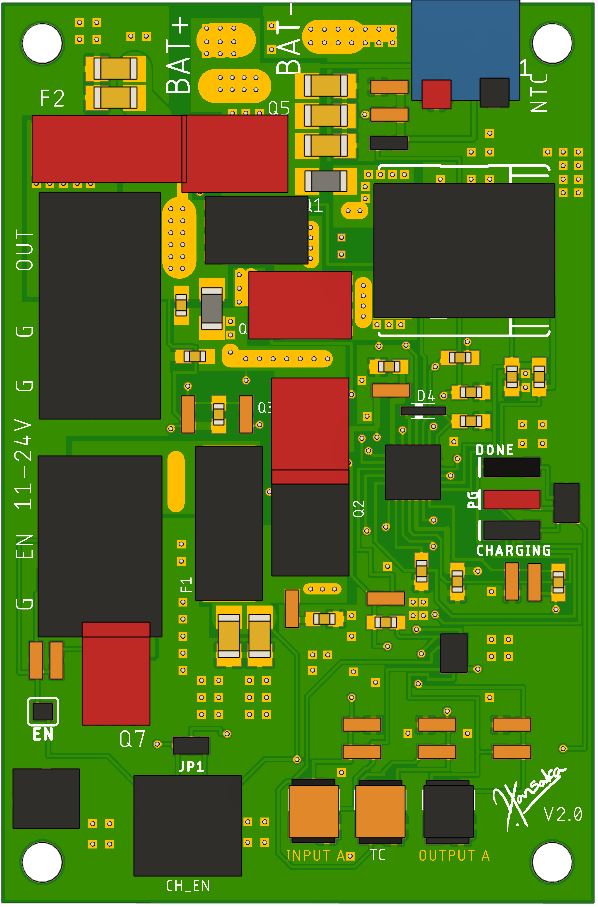 BAT+
BAT-
1
NTC
F2
Q5
Q1
OUT
G
Q
G
Q3
D4
11-24V
DONE
PG
CHARGING
Q2
EN
F1
G
EN
Q7
JP1
V2.0
INPUT A
TC
OUTPUT A
CH_EN